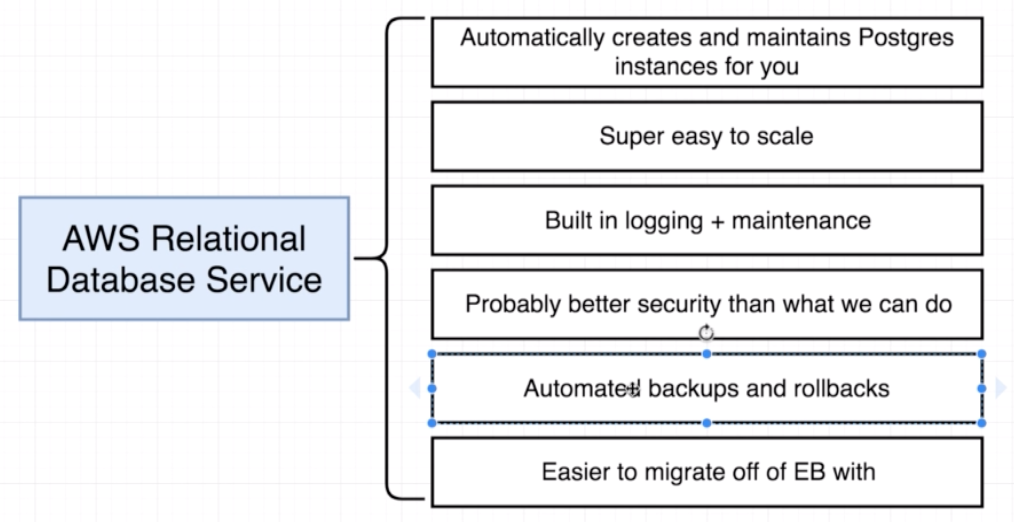 Automatically creates and maintains Postgres
instances for you
Super easy to scale
Built in logging + maintenance
AWS Relational
Database Service
Probably better security than what we can do
Automated backups and rollbacks
Easier to migrate off of EB with